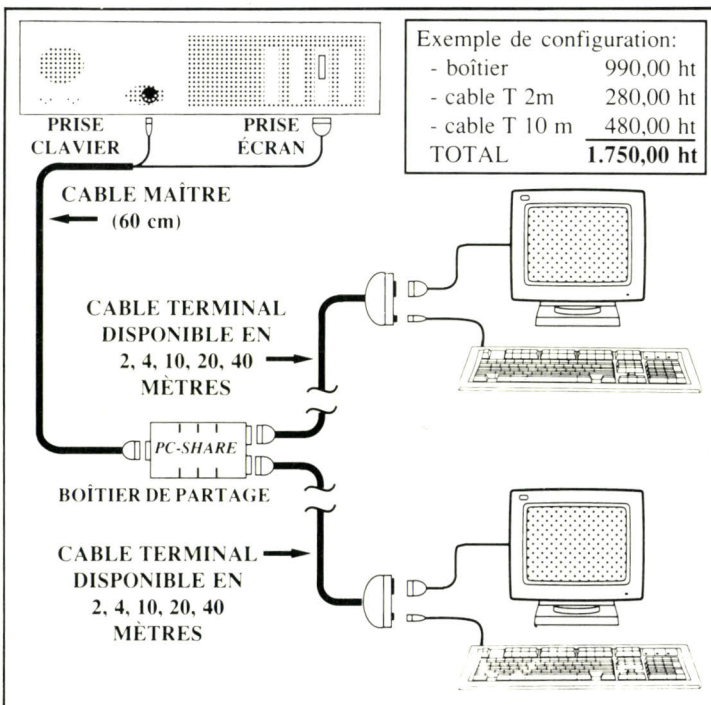 Exemple de configuration:
- boîtier 990,00 ht
- cable T 2m 280,00 ht
- cable T 10 m 480,00 ht
TOTAL 1.750,00 ht
PRISE
CLAVIER
PRISE
ÉCRAN
CABLE MAÎTRE
(60 cm)
CABLE TERMINAL
DISPONIBLE EN
2, 4, 10, 20, 40
MÈTRES
PC-SHARE
BOÎTIER DE PARTAGE
CABLE TERMINAL
DISPONIBLE EN
2, 4, 10, 20, 40
MÈTRES